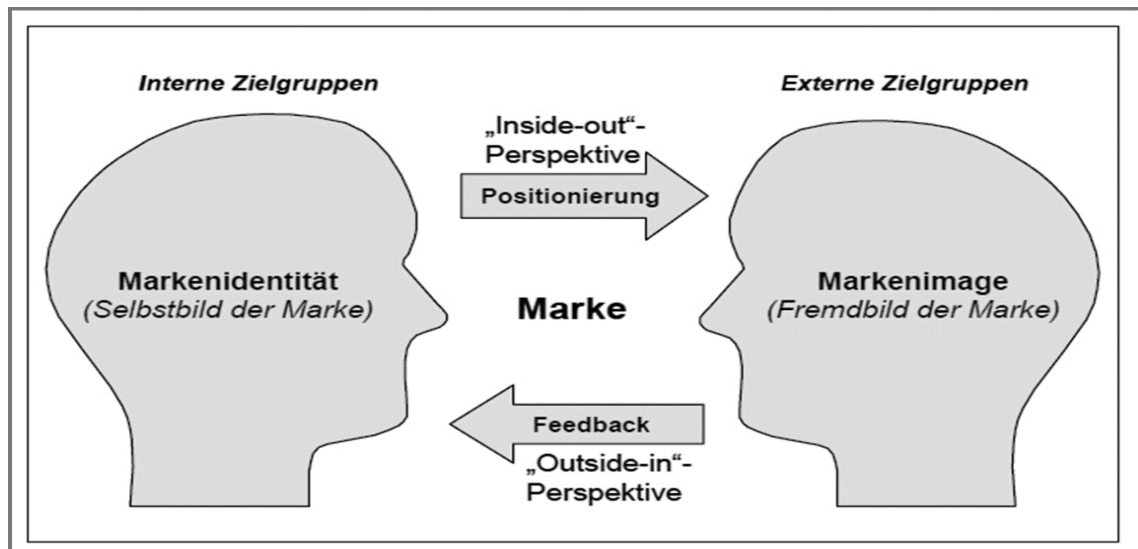 Interne Zielgruppen
Externe Zielgruppen
„Inside-out“-
Perspektive
Positionierung
Markenidentität
(Selbstbild der Marke)
Marke
Markenimage
(Fremdbild der Marke)
Feedback
„Outside-in“-
Perspektive